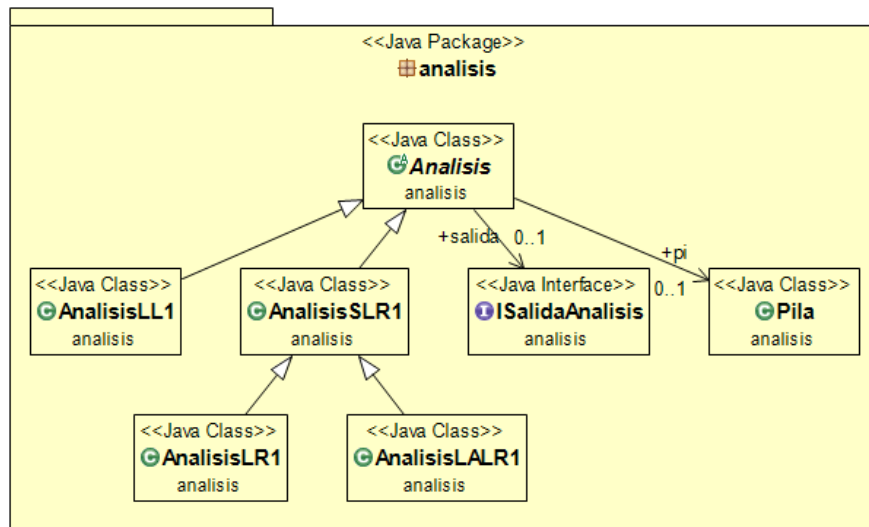 <<Java Package>>
analisis
<<Java Class>>
Analisis
analisis
+salida 0..1
+pi
0..1
<<Java Class>>
AnalisisLL1
analisis
<<Java Class>>
AnalisisSLR1
analisis
<<Java Interface>>
ISalidaAnalisis
analisis
<<Java Class>>
Pila
analisis
<<Java Class>>
AnalisisLR1
analisis
<<Java Class>>
AnalisisLALR1
analisis